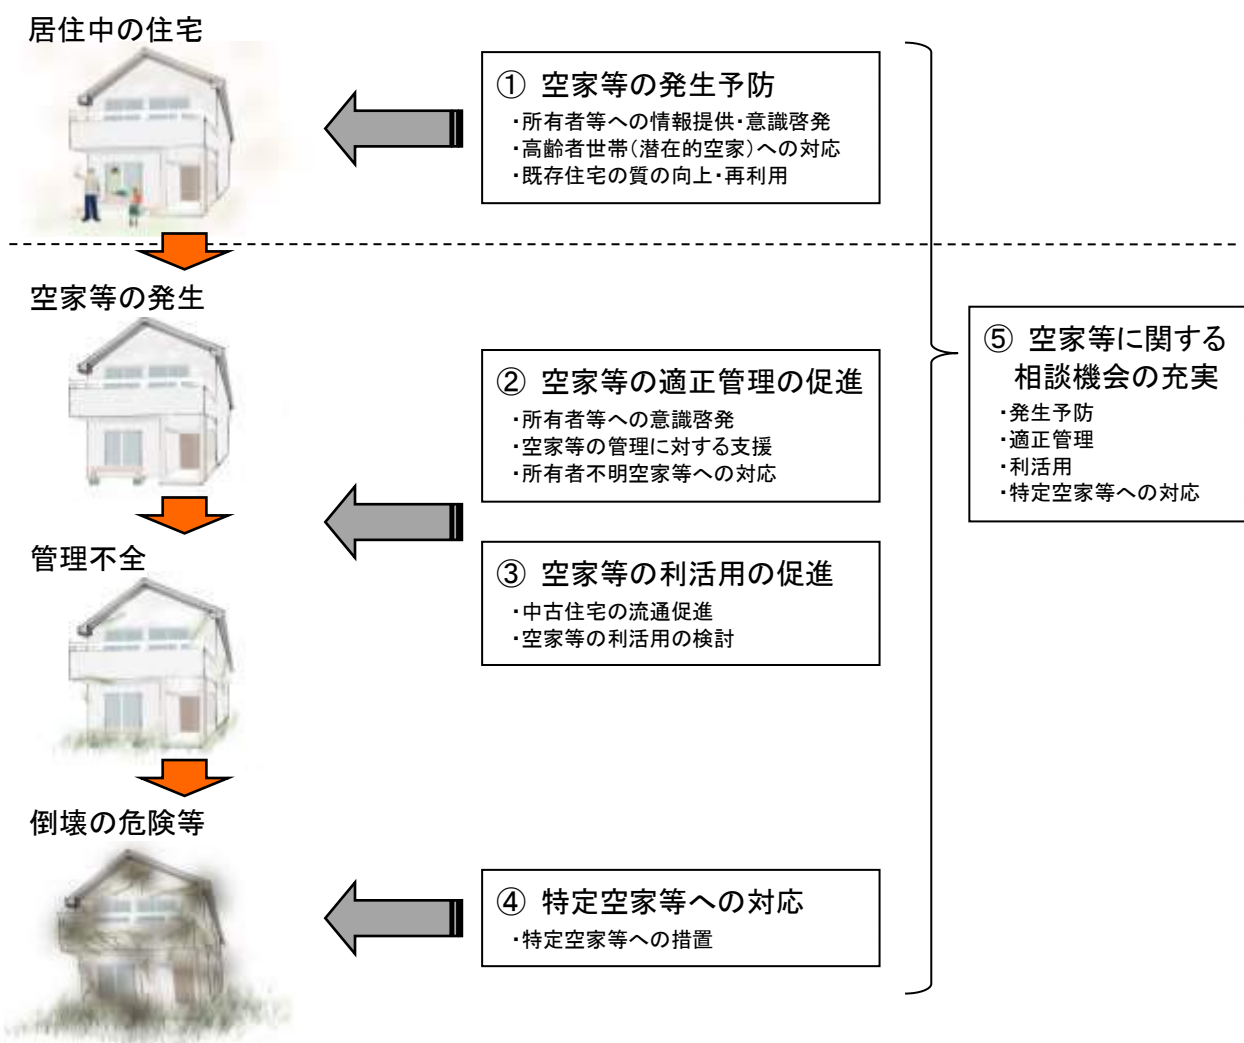 居住中の住宅
① 空家等の発生予防
・所有者等への情報提供・意識啓発
・高齢者世帯(潜在的空家)への対応
・既存住宅の質の向上・再利用
空家等の発生
② 空家等の適正管理の促進
・所有者等への意識啓発
・空家等の管理に対する支援
・所有者不明空家等への対応
管理不全
③ 空家等の利活用の促進
・中古住宅の流通促進
・空家等の利活用の検討
倒壊の危険等
④ 特定空家等への対応
・特定空家等への措置
⑤ 空家等に関する
相談機会の充実
・発生予防
・適正管理
・利活用
・特定空家等への対応